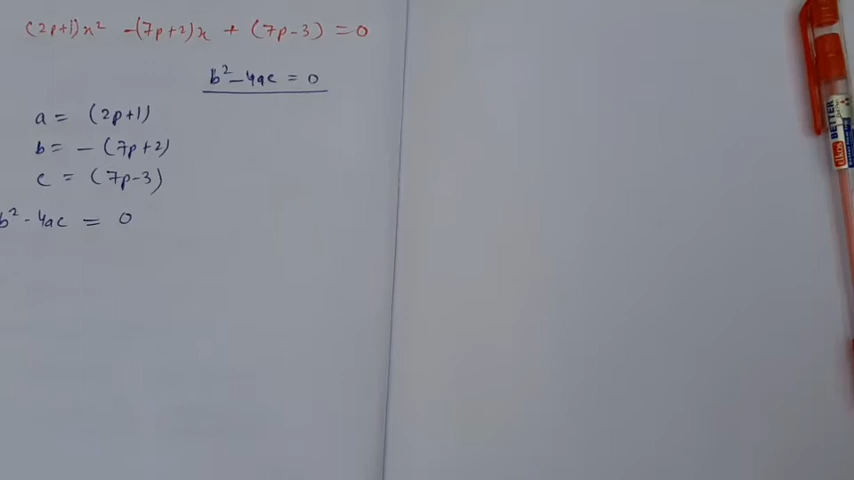 (2p+1)x² -(7p+2)x + (7p-3) = 0
b²-4ac = 0
a = (2p+1)
b = - (7p+2)
c = (7p-3)
b² - 4ac = 0
BETTER